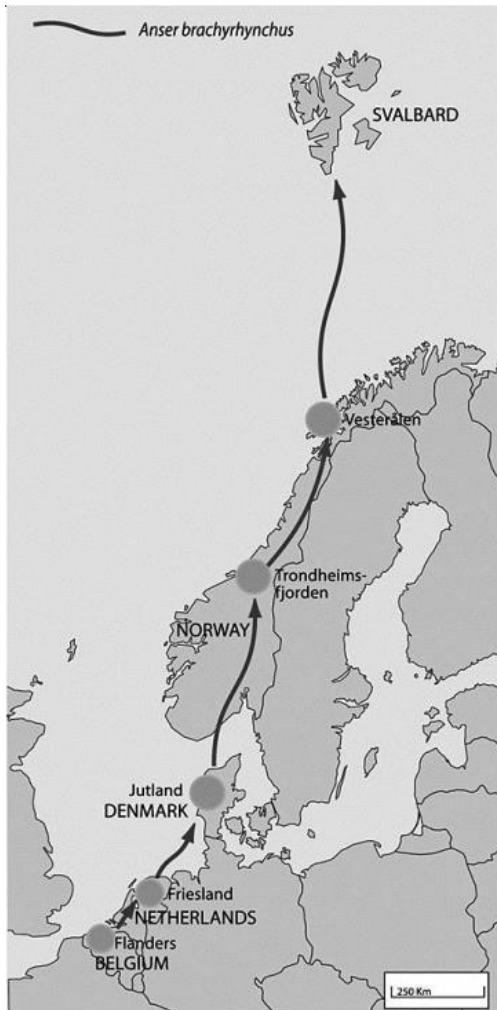 Anser brachyrhynchus
SVALBARD
Vesterålen
Trondheims-
fjorden
NORWAY
Jutland
DENMARK
Friesland
NETHERLANDS
Flanders
BELGIUM
250 Km